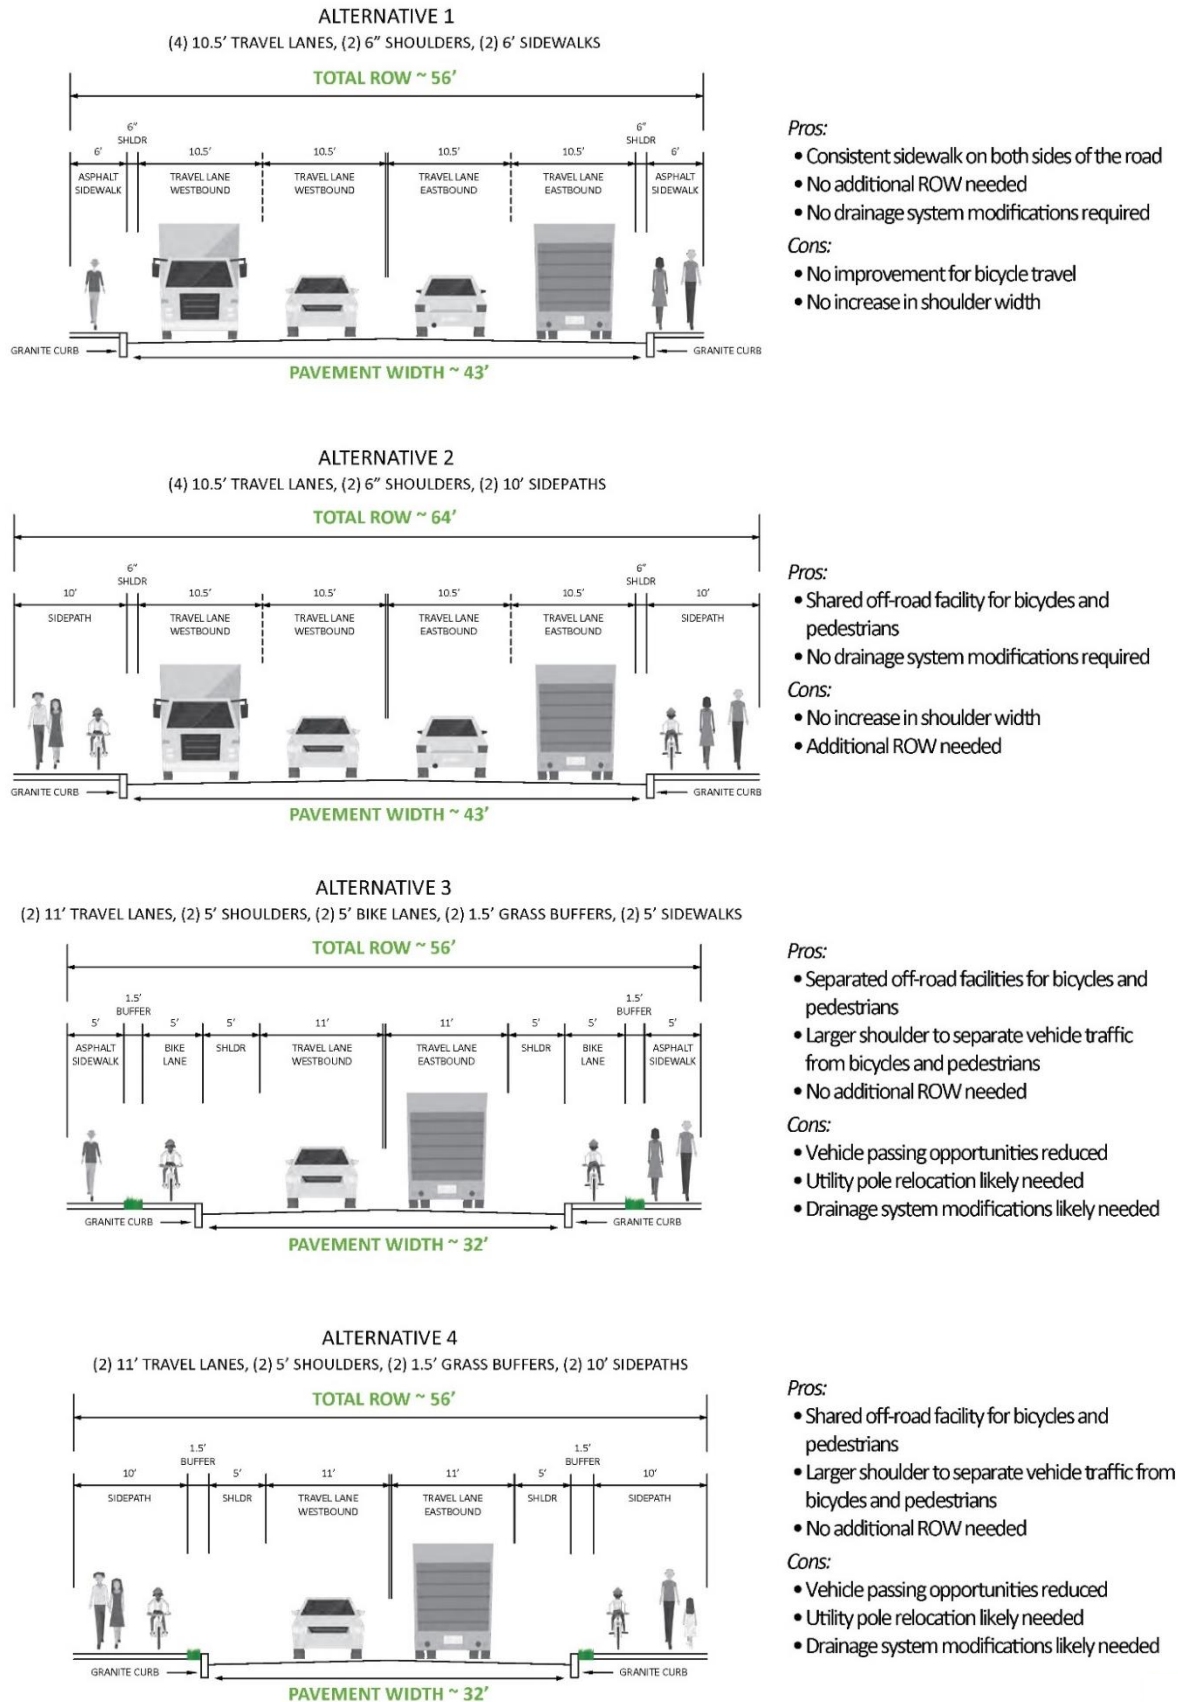 ALTERNATIVE 1
(4) 10.5′ TRAVEL LANES, (2) 6″ SHOULDERS, (2) 6′ SIDEWALKS
TOTAL ROW ~ 56′
6″ SHLDR
6″ SHLDR
6′
10.5′
10.5′
10.5′
10.5′
6′
ASPHALT SIDEWALK
TRAVEL LANE WESTBOUND
TRAVEL LANE WESTBOUND
TRAVEL LANE EASTBOUND
TRAVEL LANE EASTBOUND
ASPHALT SIDEWALK
GRANITE CURB
GRANITE CURB
PAVEMENT WIDTH ~ 43′
Pros:
• Consistent sidewalk on both sides of the road
• No additional ROW needed
• No drainage system modifications required
Cons:
• No improvement for bicycle travel
• No increase in shoulder width
ALTERNATIVE 2
(4) 10.5′ TRAVEL LANES, (2) 6″ SHOULDERS, (2) 10′ SIDEPATHS
TOTAL ROW ~ 64′
6″ SHLDR
6″ SHLDR
10′
10.5′
10.5′
10.5′
10.5′
10′
SIDEPATH
TRAVEL LANE WESTBOUND
TRAVEL LANE WESTBOUND
TRAVEL LANE EASTBOUND
TRAVEL LANE EASTBOUND
SIDEPATH
GRANITE CURB
GRANITE CURB
PAVEMENT WIDTH ~ 43′
Pros:
• Shared off-road facility for bicycles and
pedestrians
• No drainage system modifications required
Cons:
• No increase in shoulder width
• Additional ROW needed
ALTERNATIVE 3
(2) 11′ TRAVEL LANES, (2) 5′ SHOULDERS, (2) 5′ BIKE LANES, (2) 1.5′ GRASS BUFFERS, (2) 5′ SIDEWALKS
TOTAL ROW ~ 56′
1.5′ BUFFER
1.5′ BUFFER
5′
5′
5′
11′
11′
5′
5′
5′
ASPHALT SIDEWALK
BIKE LANE
SHLDR
TRAVEL LANE WESTBOUND
TRAVEL LANE EASTBOUND
SHLDR
BIKE LANE
ASPHALT SIDEWALK
GRANITE CURB
GRANITE CURB
PAVEMENT WIDTH ~ 32′
Pros:
• Separated off-road facilities for bicycles and
pedestrians
• Larger shoulder to separate vehicle traffic
from bicycles and pedestrians
• No additional ROW needed
Cons:
• Vehicle passing opportunities reduced
• Utility pole relocation likely needed
• Drainage system modifications likely needed
ALTERNATIVE 4
(2) 11′ TRAVEL LANES, (2) 5′ SHOULDERS, (2) 1.5′ GRASS BUFFERS, (2) 10′ SIDEPATHS
TOTAL ROW ~ 56′
1.5′ BUFFER
1.5′ BUFFER
10′
5′
11′
11′
5′
10′
SIDEPATH
SHLDR
TRAVEL LANE WESTBOUND
TRAVEL LANE EASTBOUND
SHLDR
SIDEPATH
GRANITE CURB
GRANITE CURB
PAVEMENT WIDTH ~ 32′
Pros:
• Shared off-road facility for bicycles and
pedestrians
• Larger shoulder to separate vehicle traffic from
bicycles and pedestrians
• No additional ROW needed
Cons:
• Vehicle passing opportunities reduced
• Utility pole relocation likely needed
• Drainage system modifications likely needed